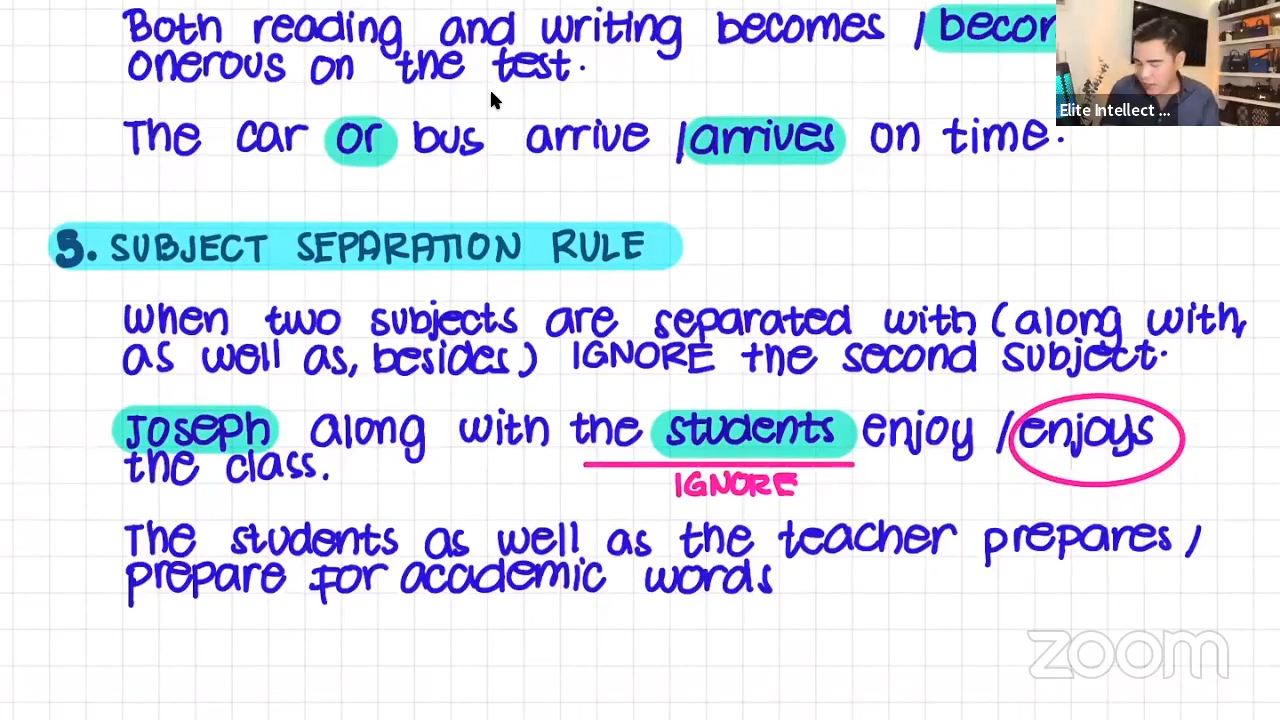 Both reading and writing becomes /
onerous on the test.
The car or bus arrive /arrives on time.
Elite Intellect ...
3. SUBJECT SEPARATION RULE
When two subjects are separated with (along with,
as well as, besides) IGNORE the second subject.
Joseph along with the students enjoy /enjoys
the class.
IGNORE
The students as well as the teacher prepares /
prepare for academic words
zoom